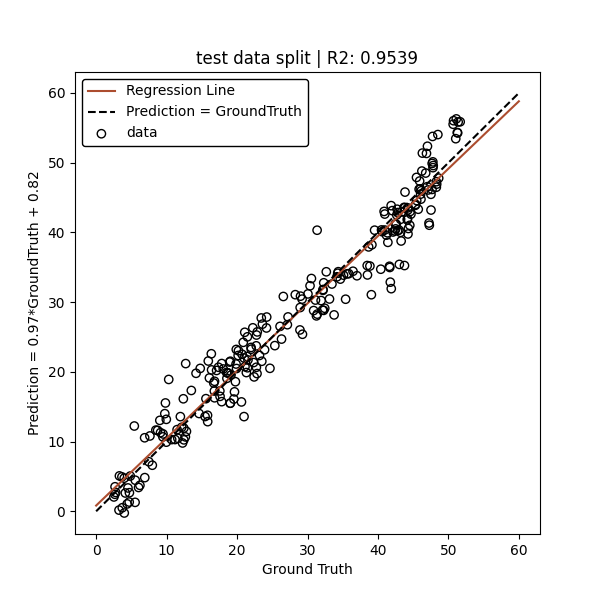 test data split | R2: 0.9539
Regression Line
Prediction = GroundTruth
data
Prediction = 0.97*GroundTruth + 0.82
60
50
40
30
20
10
0
0 10 20 30 40 50 60
Ground Truth